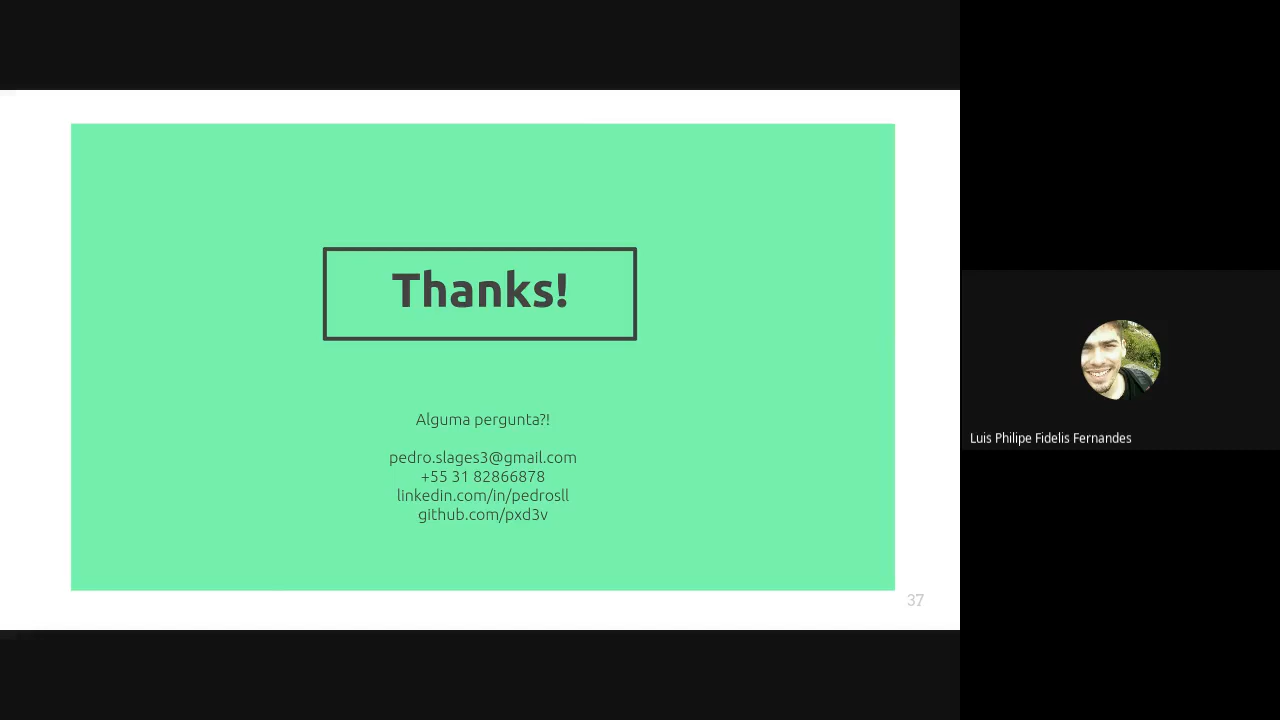 Thanks!
Alguma pergunta?!
pedro.slages3@gmail.com
+55 31 82866878
linkedin.com/in/pedrosll
github.com/pxd3v
37
Luis Philipe Fidelis Fernandes